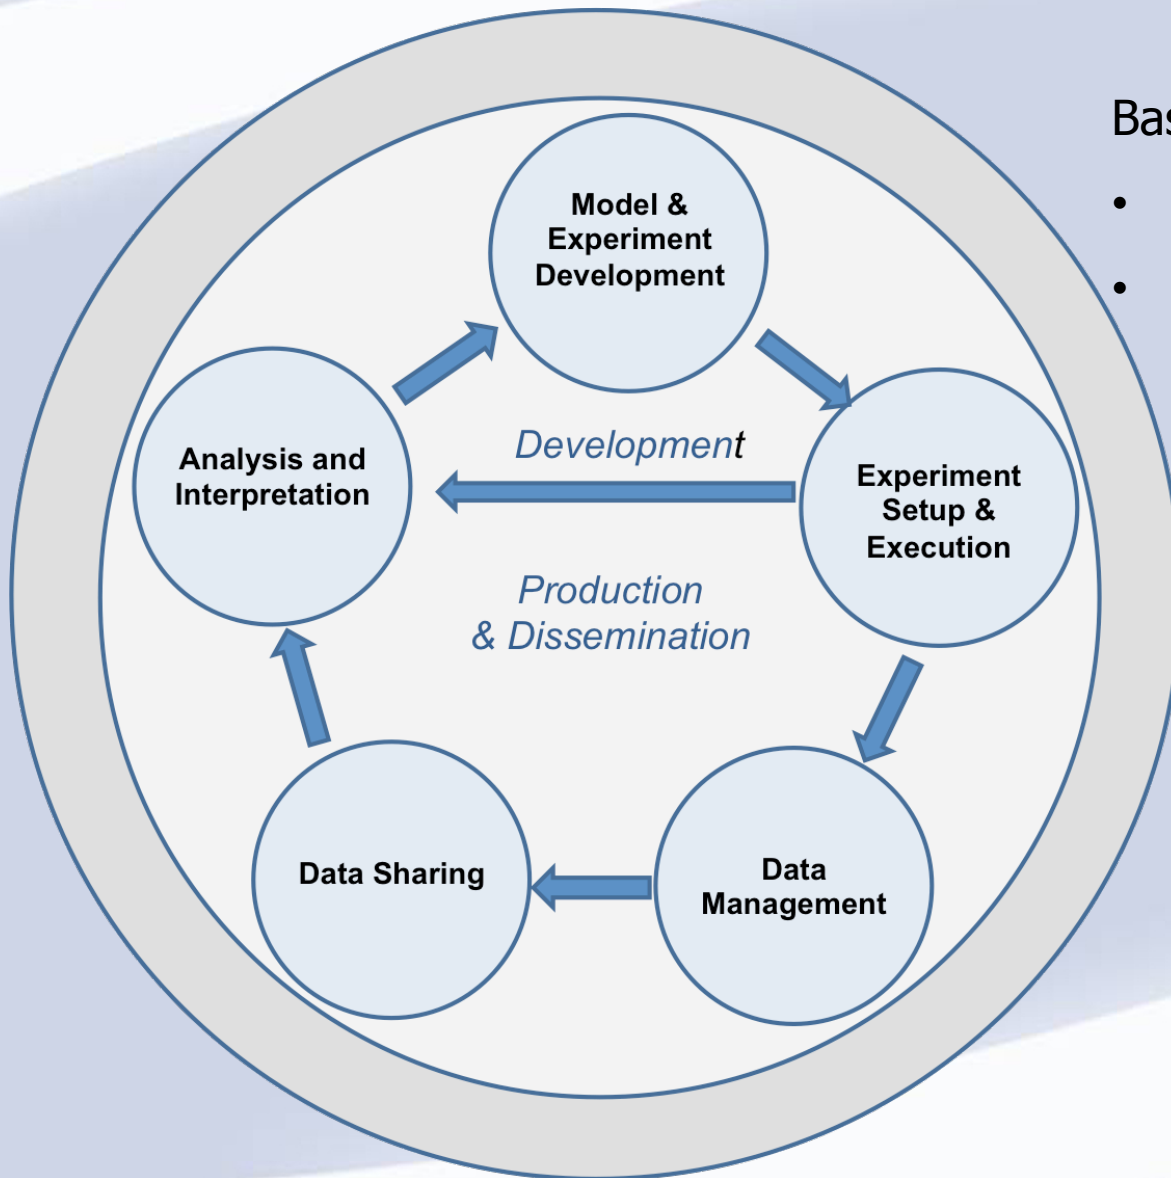 Bas
•
•
Model &
Experiment
Development
Analysis and
Interpretation
Development
Experiment
Setup &
Execution
Production
& Dissemination
Data Sharing
Data
Management